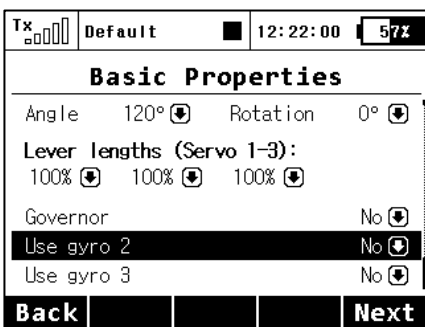 Tx Default 12:22:00 57%
Basic Properties
Angle 120° Rotation 0°
Lever lengths (Servo 1-3):
100% 100% 100%
Governor No
Use gyro 2 No
Use gyro 3 No
Back Next